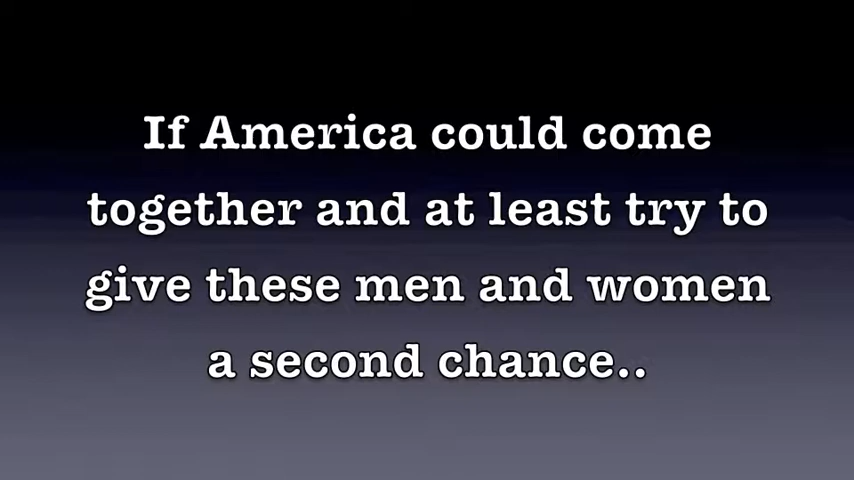 If America could come
together and at least try to
give these men and women
a second chance..